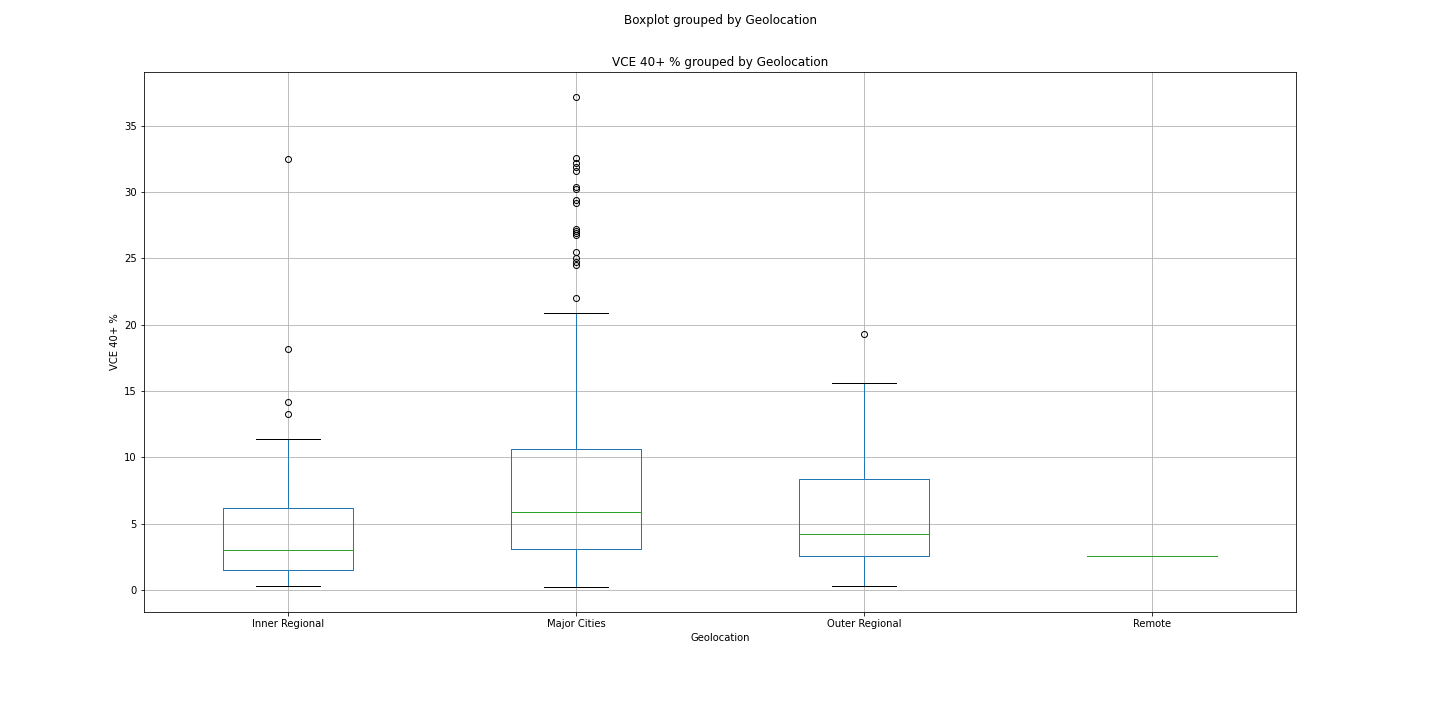 Boxplot grouped by Geolocation
VCE 40+ % grouped by Geolocation
35
30
25
20
15
10
5
0
VCE 40+ %
Inner Regional
Major Cities
Outer Regional
Remote
Geolocation